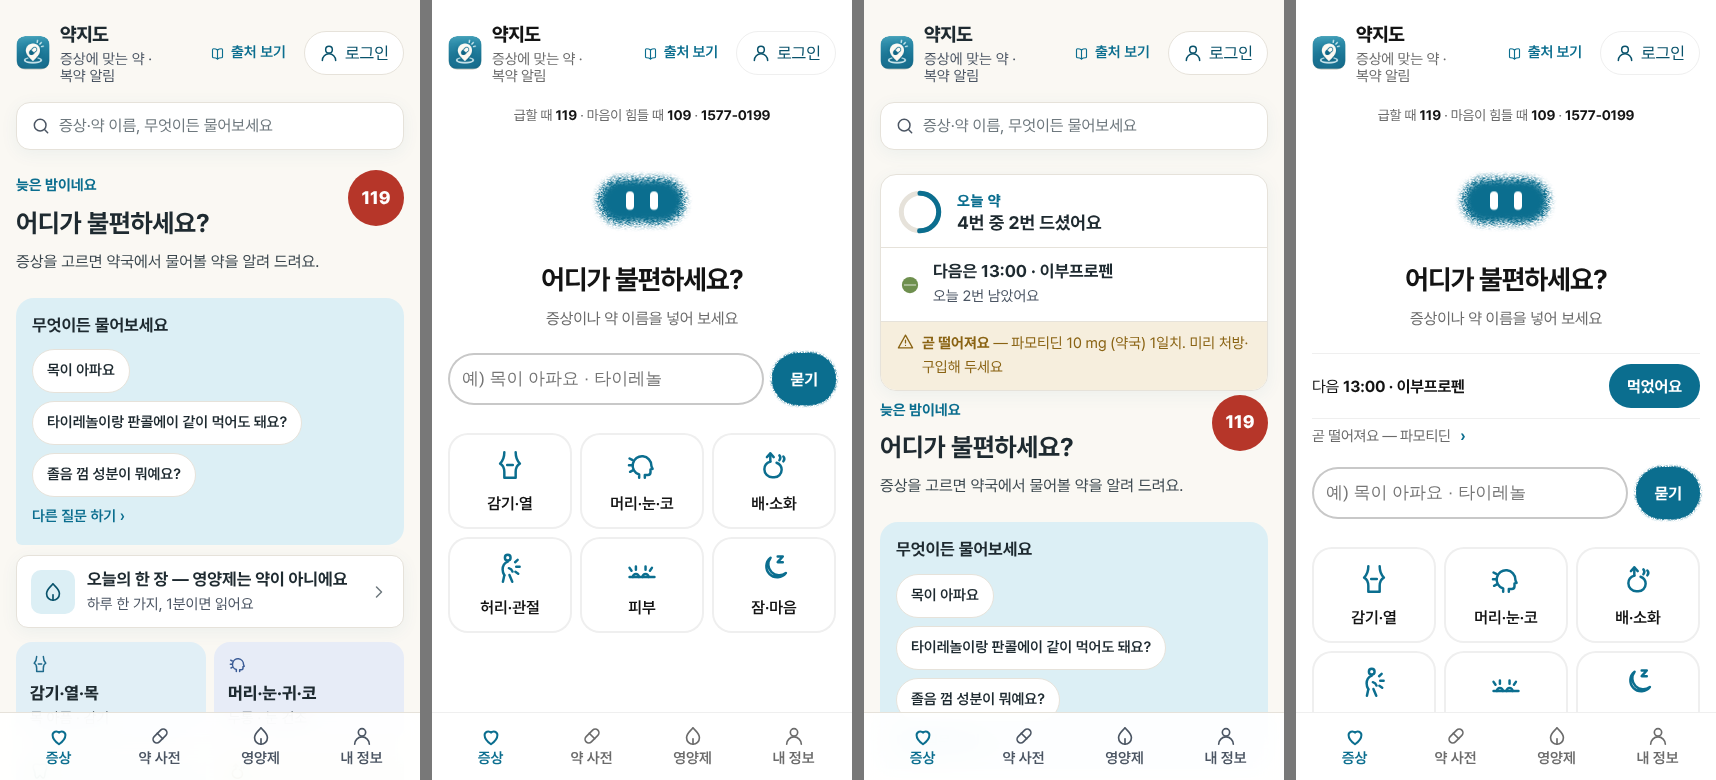 약지도
증상에 맞는 약 ·
복약 알림
출처 보기
로그인
증상·약 이름, 무엇이든 물어보세요
늦은 밤이네요
119
어디가 불편하세요?
증상을 고르면 약국에서 물어볼 약을 알려 드려요.
무엇이든 물어보세요
목이 아파요
타이레놀이랑 판콜에이 같이 먹어도 돼요?
졸음 껌 성분이 뭐예요?
다른 질문 하기 ›
오늘의 한 장 — 영양제는 약이 아니에요
하루 한 가지, 1분이면 읽어요
감기·열·목
머리·눈·귀·코
증상
약 사전
영양제
내 정보
약지도
증상에 맞는 약 ·
복약 알림
출처 보기
로그인
급할 때 119 · 마음이 힘들 때 109 · 1577-0199
어디가 불편하세요?
증상이나 약 이름을 넣어 보세요
예) 목이 아파요 · 타이레놀
묻기
감기·열
머리·눈·코
배·소화
허리·관절
피부
잠·마음
증상
약 사전
영양제
내 정보
약지도
증상에 맞는 약 ·
복약 알림
출처 보기
로그인
증상·약 이름, 무엇이든 물어보세요
오늘 약
4번 중 2번 드셨어요
다음은 13:00 · 이부프로펜
오늘 2번 남았어요
곧 떨어져요 — 파모티딘 10 mg (약국) 1일치. 미리 처방·
구입해 두세요
늦은 밤이네요
119
어디가 불편하세요?
증상을 고르면 약국에서 물어볼 약을 알려 드려요.
무엇이든 물어보세요
목이 아파요
타이레놀이랑 판콜에이 같이 먹어도 돼요?
졸음 껌 성분이 뭐예요?
증상
약 사전
영양제
내 정보
약지도
증상에 맞는 약 ·
복약 알림
출처 보기
로그인
급할 때 119 · 마음이 힘들 때 109 · 1577-0199
어디가 불편하세요?
증상이나 약 이름을 넣어 보세요
다음 13:00 · 이부프로펜
먹었어요
곧 떨어져요 — 파모티딘 ›
예) 목이 아파요 · 타이레놀
묻기
감기·열
머리·눈·코
배·소화
증상
약 사전
영양제
내 정보